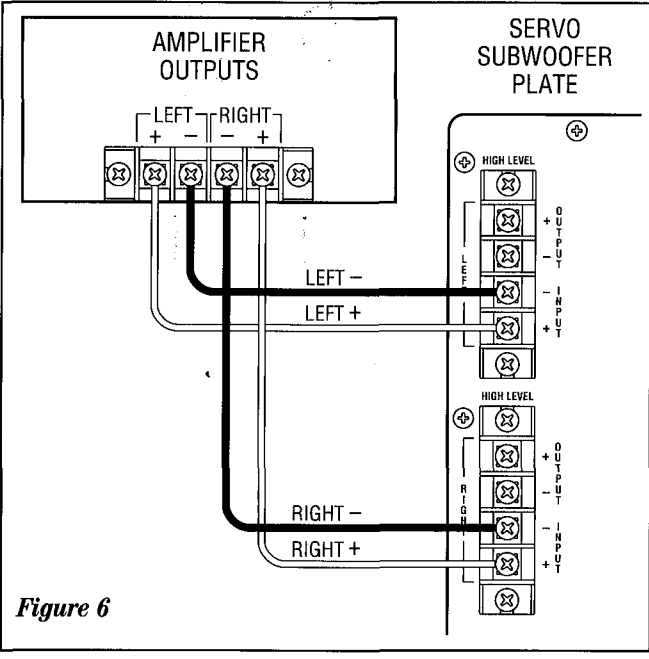 AMPLIFIER
OUTPUTS
SERVO
SUBWOOFER
PLATE
LEFT RIGHT
+ − − +
HIGH LEVEL
LEFT
+ OUTPUT
−
− INPUT
+
LEFT −
LEFT +
HIGH LEVEL
RIGHT
+ OUTPUT
−
− INPUT
+
RIGHT −
RIGHT +
Figure 6